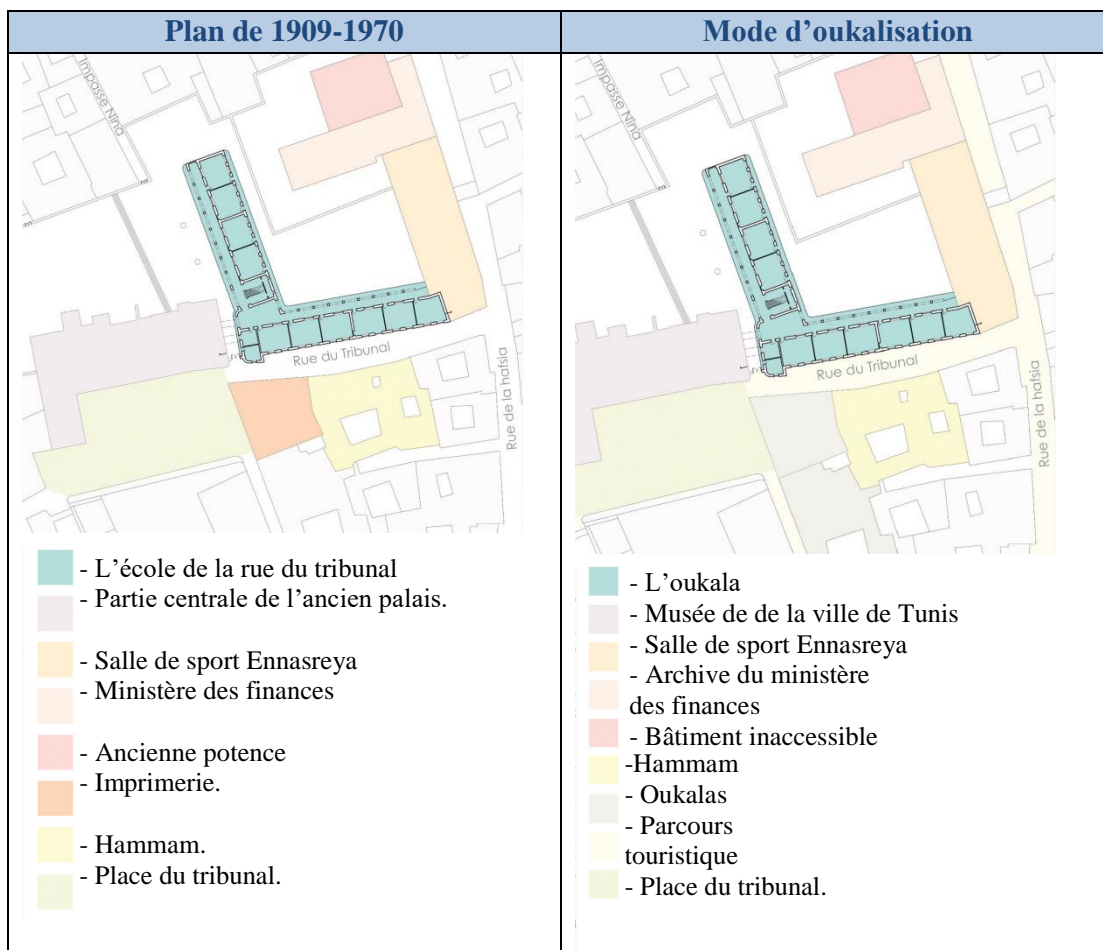 Plan de 1909-1970
Impasse Nina
Rue du Tribunal
Rue de la hafsia
- L'école de la rue du tribunal
- Partie centrale de l'ancien palais.
- Salle de sport Ennasreya
- Ministère des finances
- Ancienne potence
- Imprimerie.
- Hammam.
- Place du tribunal.
Mode d'oukalisation
Impasse Nina
Rue du Tribunal
Rue de la hafsia
- L'oukala
- Musée de de la ville de Tunis
- Salle de sport Ennasreya
- Archive du ministère
des finances
- Bâtiment inaccessible
-Hammam
- Oukalas
- Parcours
touristique
- Place du tribunal.